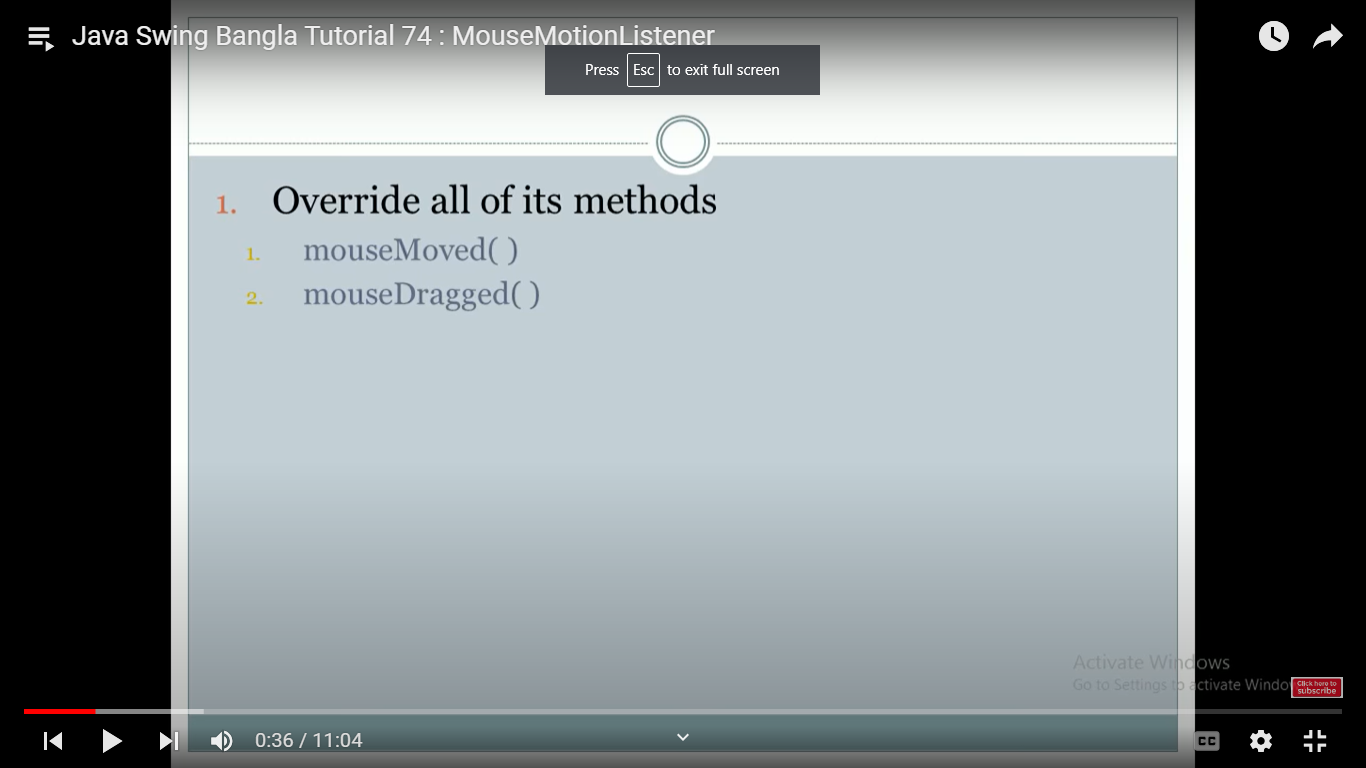 Java Swing Bangla Tutorial 74 : MouseMotionListener
Press Esc to exit full screen
1. Override all of its methods
1. mouseMoved( )
2. mouseDragged( )
Activate Windows
Go to Settings to activate Windo
Click here to
subscribe
0:36 / 11:04
CC